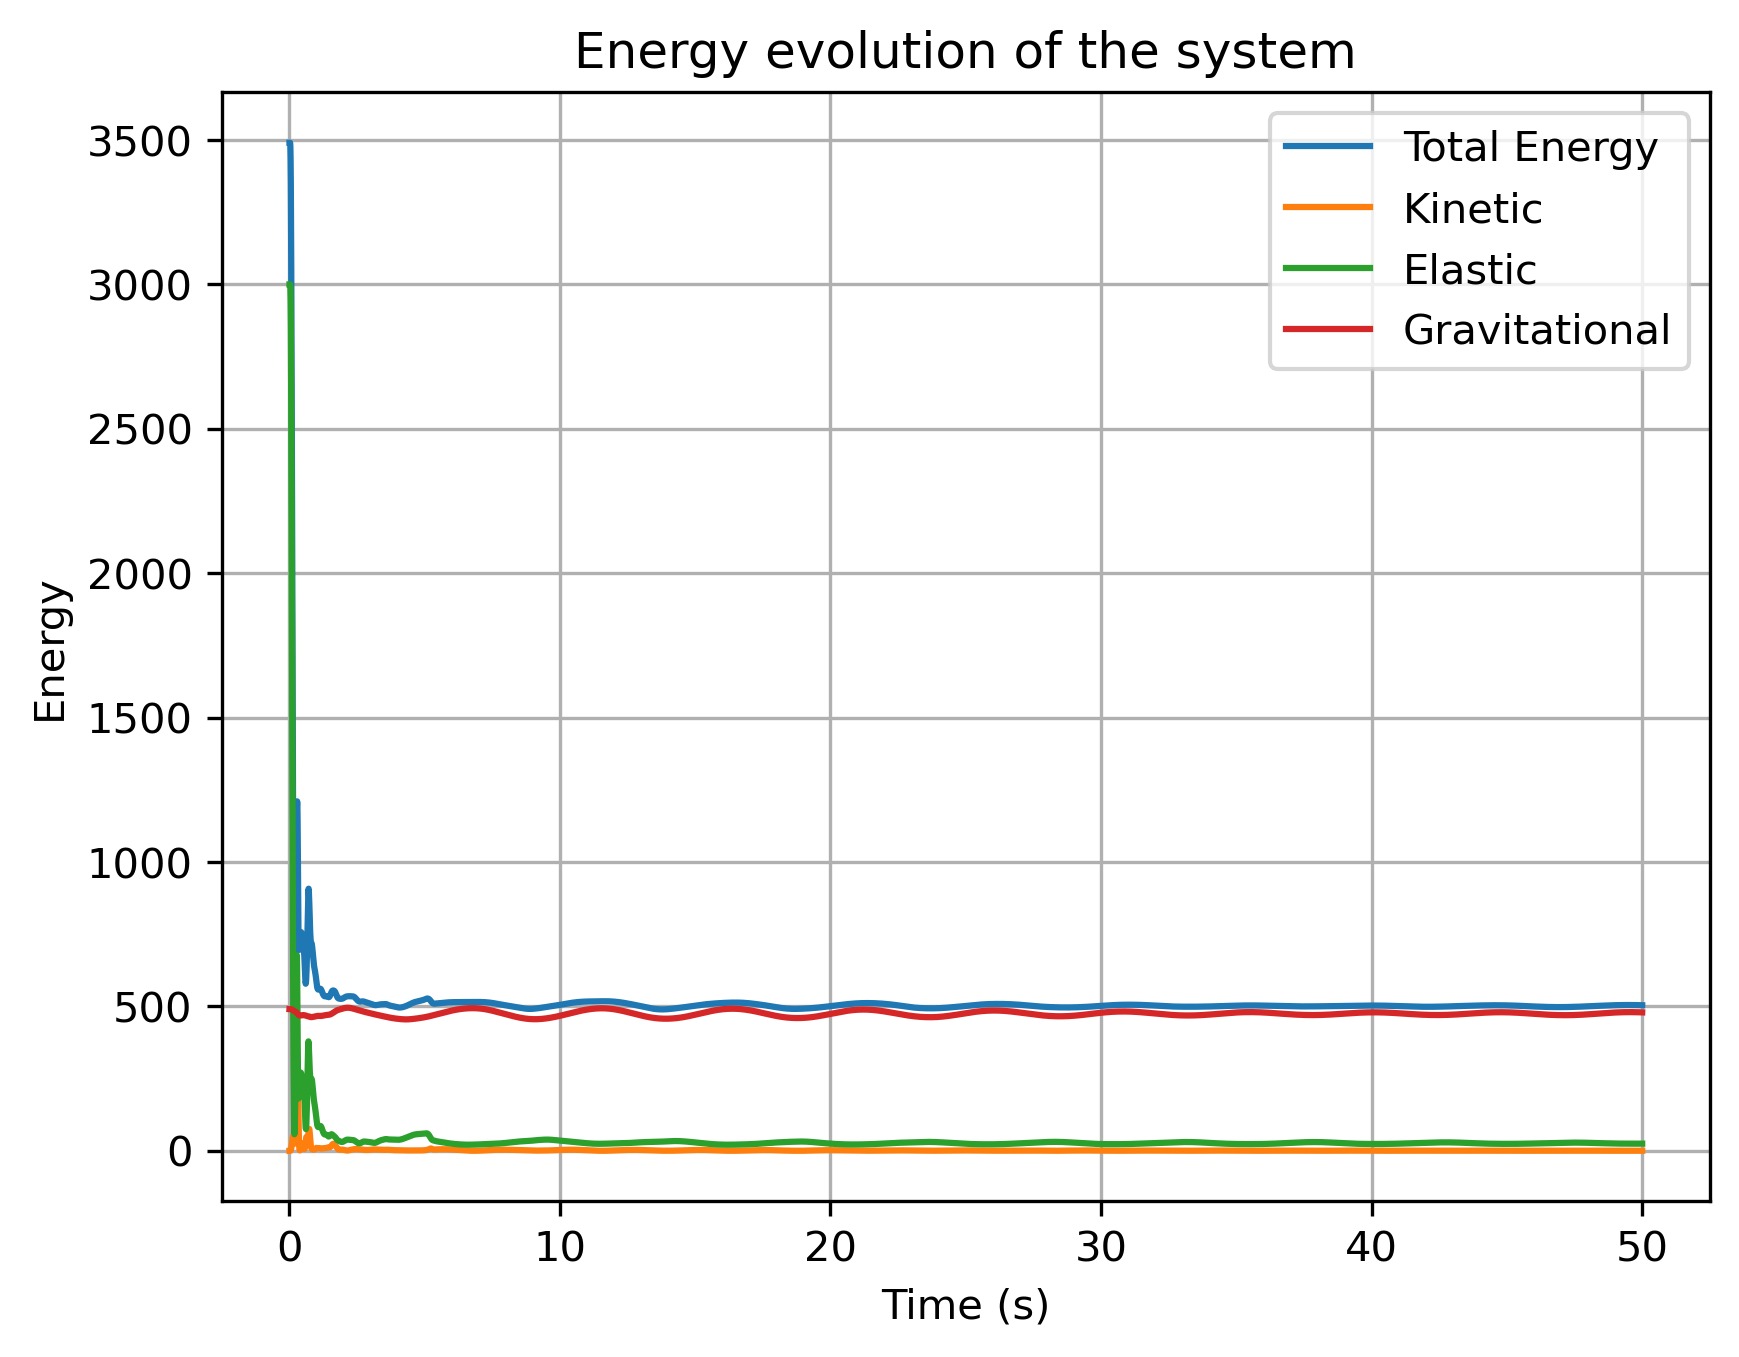 Energy evolution of the system
3500
3000
2500
2000
1500
1000
500
0
Energy
Total Energy
Kinetic
Elastic
Gravitational
0 10 20 30 40 50
Time (s)